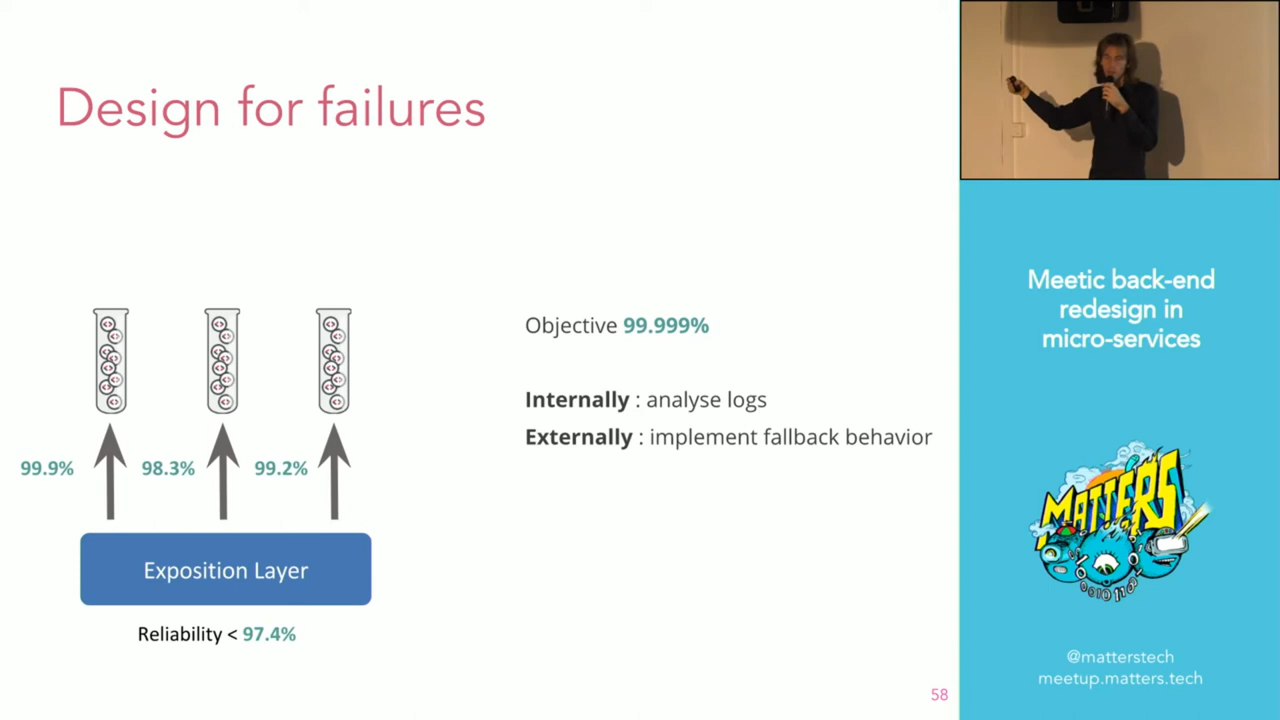 Design for failures
99.9%
98.3%
99.2%
Exposition Layer
Reliability < 97.4%
Objective 99.999%
Internally : analyse logs
Externally : implement fallback behavior
58
Meetic back-end
redesign in
micro-services
MATTERS
@matterstech
meetup.matters.tech